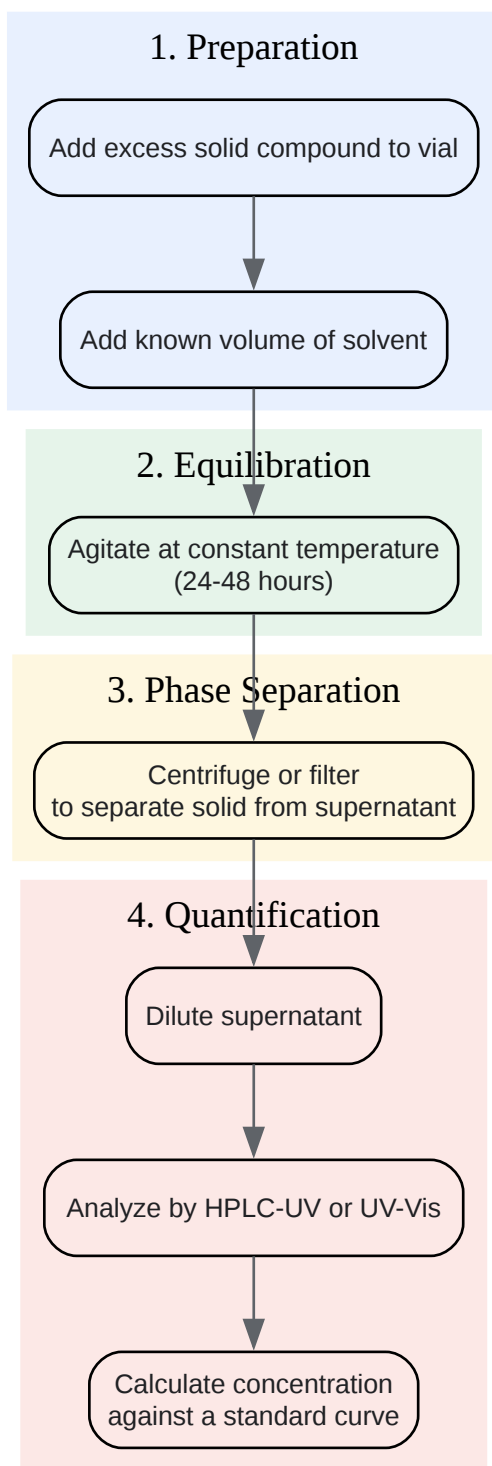 1. Preparation
Add excess solid compound to vial
Add known volume of solvent
2. Equilibration
Agitate at constant temperature
(24-48 hours)
3. Phase Separation
Centrifuge or filter
to separate solid from supernatant
4. Quantification
Dilute supernatant
Analyze by HPLC-UV or UV-Vis
Calculate concentration
against a standard curve